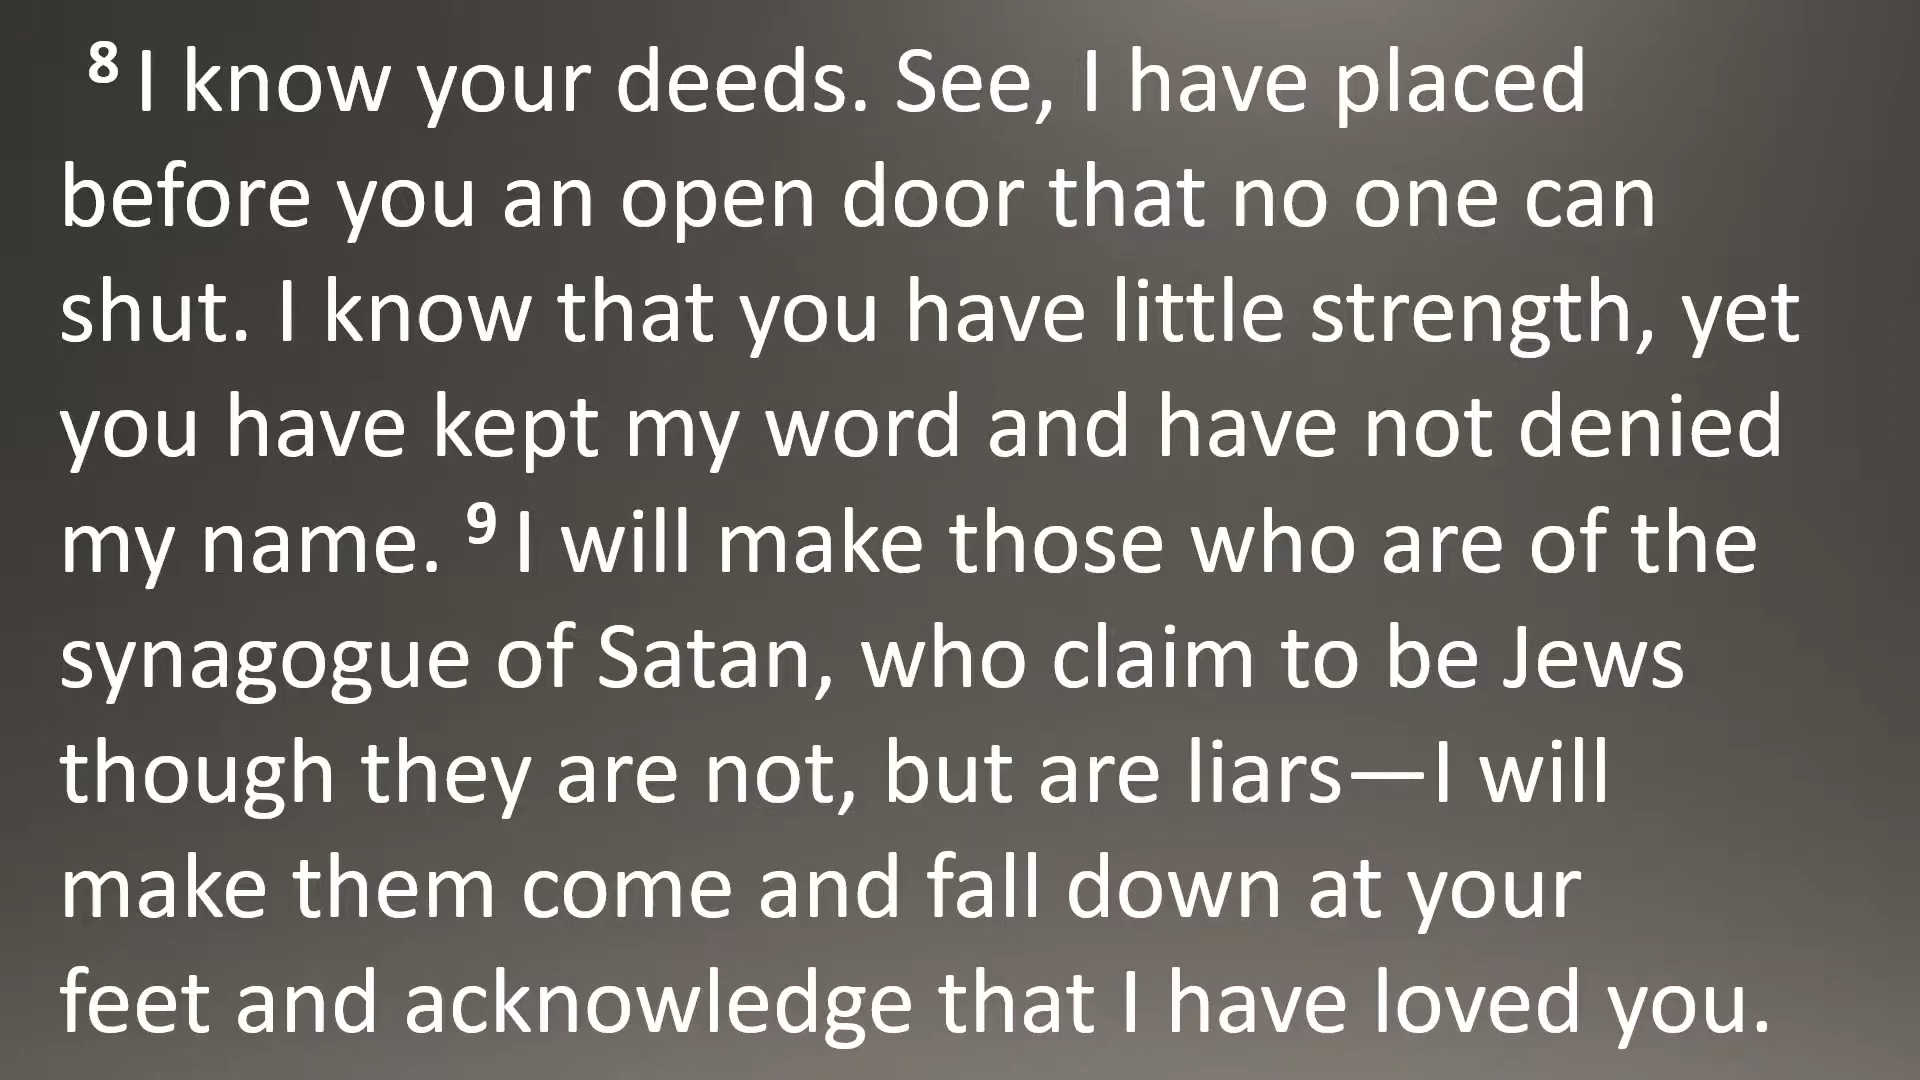 8 I know your deeds. See, I have placed
before you an open door that no one can
shut. I know that you have little strength, yet
you have kept my word and have not denied
my name. 9 I will make those who are of the
synagogue of Satan, who claim to be Jews
though they are not, but are liars—I will
make them come and fall down at your
feet and acknowledge that I have loved you.